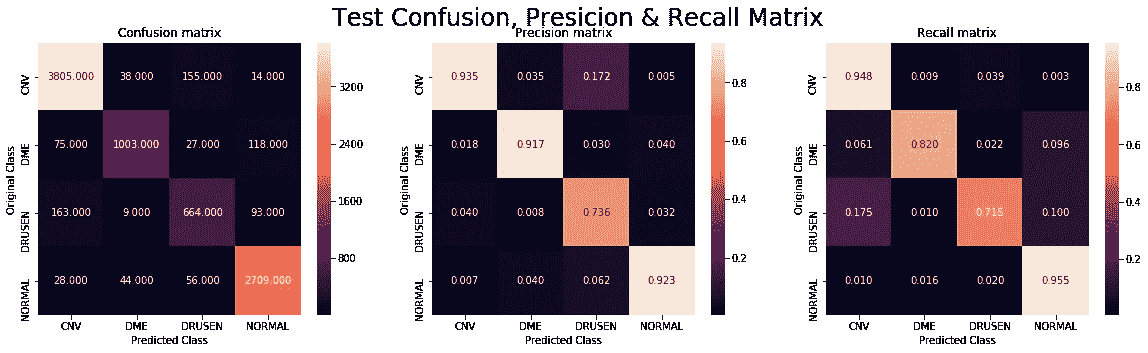 Test Confusion, Presicion & Recall Matrix
Confusion matrix
CNV 3805.000 38.000 155.000 14.000
DME 75.000 1003.000 27.000 118.000
DRUSEN 163.000 9.000 664.000 93.000
NORMAL 28.000 44.000 56.000 2709.000
CNV DME DRUSEN NORMAL
Predicted Class
Original Class
3200
2400
1600
800
Precision matrix
CNV 0.935 0.035 0.172 0.005
DME 0.018 0.917 0.030 0.040
DRUSEN 0.040 0.008 0.736 0.032
NORMAL 0.007 0.040 0.062 0.923
CNV DME DRUSEN NORMAL
Predicted Class
Original Class
0.8
0.6
0.4
0.2
Recall matrix
CNV 0.948 0.009 0.039 0.003
DME 0.061 0.820 0.022 0.096
DRUSEN 0.175 0.010 0.715 0.100
NORMAL 0.010 0.016 0.020 0.955
CNV DME DRUSEN NORMAL
Predicted Class
Original Class
0.8
0.6
0.4
0.2